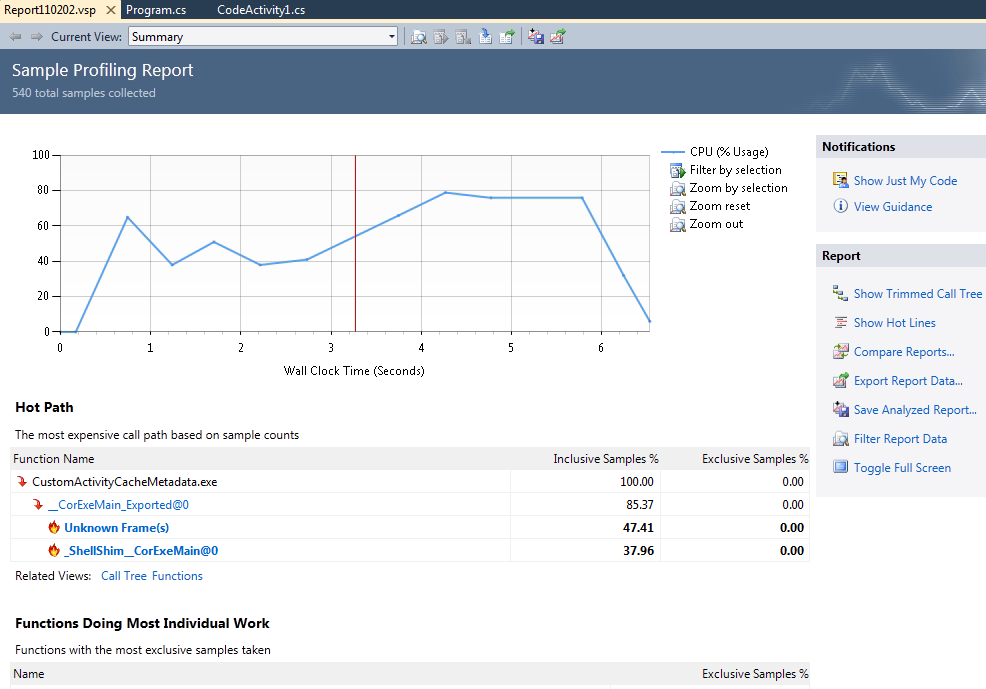 Report110202.vsp Program.cs CodeActivity1.cs
Current View: Summary
Sample Profiling Report
540 total samples collected
100
80
60
40
20
0
0 1 2 3 4 5 6
Wall Clock Time (Seconds)
CPU (% Usage)
Filter by selection
Zoom by selection
Zoom reset
Zoom out
Notifications
Show Just My Code
View Guidance
Report
Show Trimmed Call Tree
Show Hot Lines
Compare Reports...
Export Report Data...
Save Analyzed Report...
Filter Report Data
Toggle Full Screen
Hot Path
The most expensive call path based on sample counts
Function Name Inclusive Samples % Exclusive Samples %
CustomActivityCacheMetadata.exe 100.00 0.00
__CorExeMain_Exported@0 85.37 0.00
Unknown Frame(s) 47.41 0.00
_ShellShim__CorExeMain@0 37.96 0.00
Related Views: Call Tree Functions
Functions Doing Most Individual Work
Functions with the most exclusive samples taken
Name Exclusive Samples %